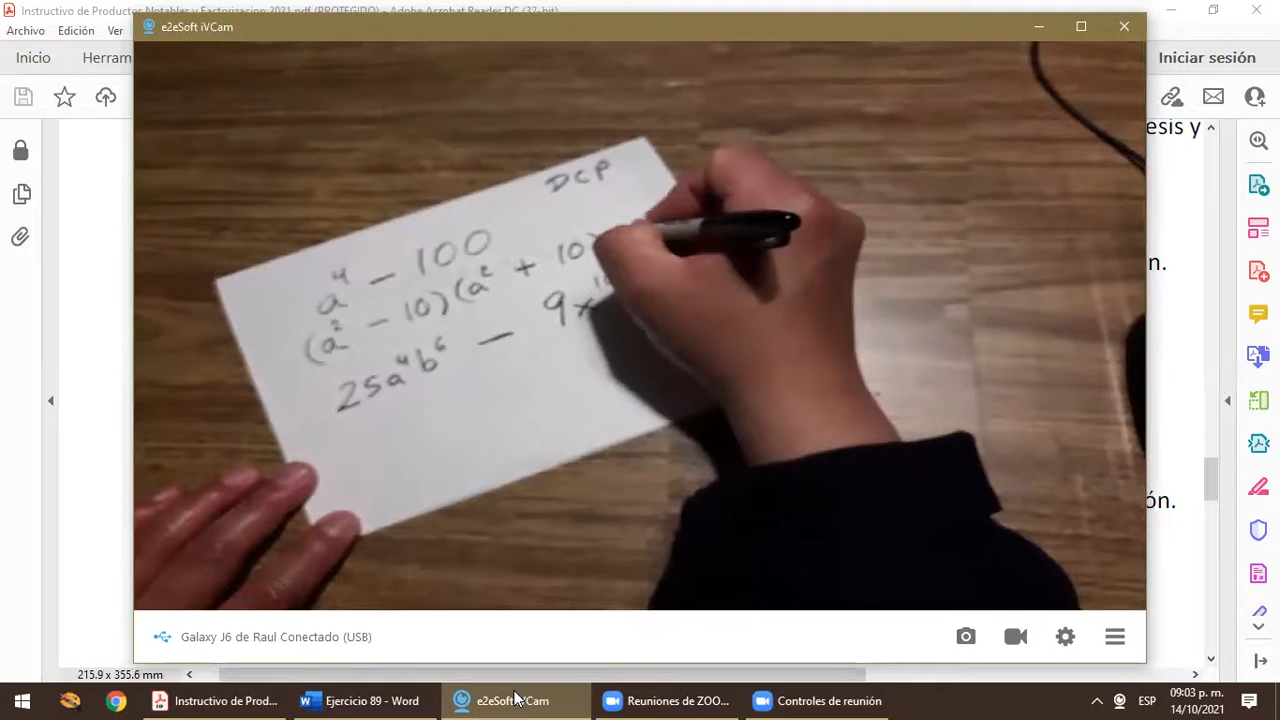 Instructivo de Productos Notables y Factorizacion 2021.pdf (PROTEGIDO) - Adobe Acrobat Reader DC (32-bit)
e2eSoft iVCam
Archivo Edición Ver
Inicio Herram
Iniciar sesión
esis y
n.
ón.
DCP
a⁴ - 100
(a² - 10)(a² + 10)
25a⁴b⁶ - 9x
Galaxy J6 de Raul Conectado (USB)
215.9 x 355.6 mm
Instructivo de Prod...
Ejercicio 89 - Word
e2eSoft iVCam
Reuniones de ZOO...
Controles de reunión
ESP
09:03 p. m.
14/10/2021